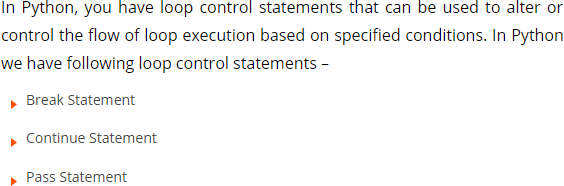 In Python, you have loop control statements that can be used to alter or
control the flow of loop execution based on specified conditions. In Python
we have following loop control statements –
Break Statement
Continue Statement
Pass Statement